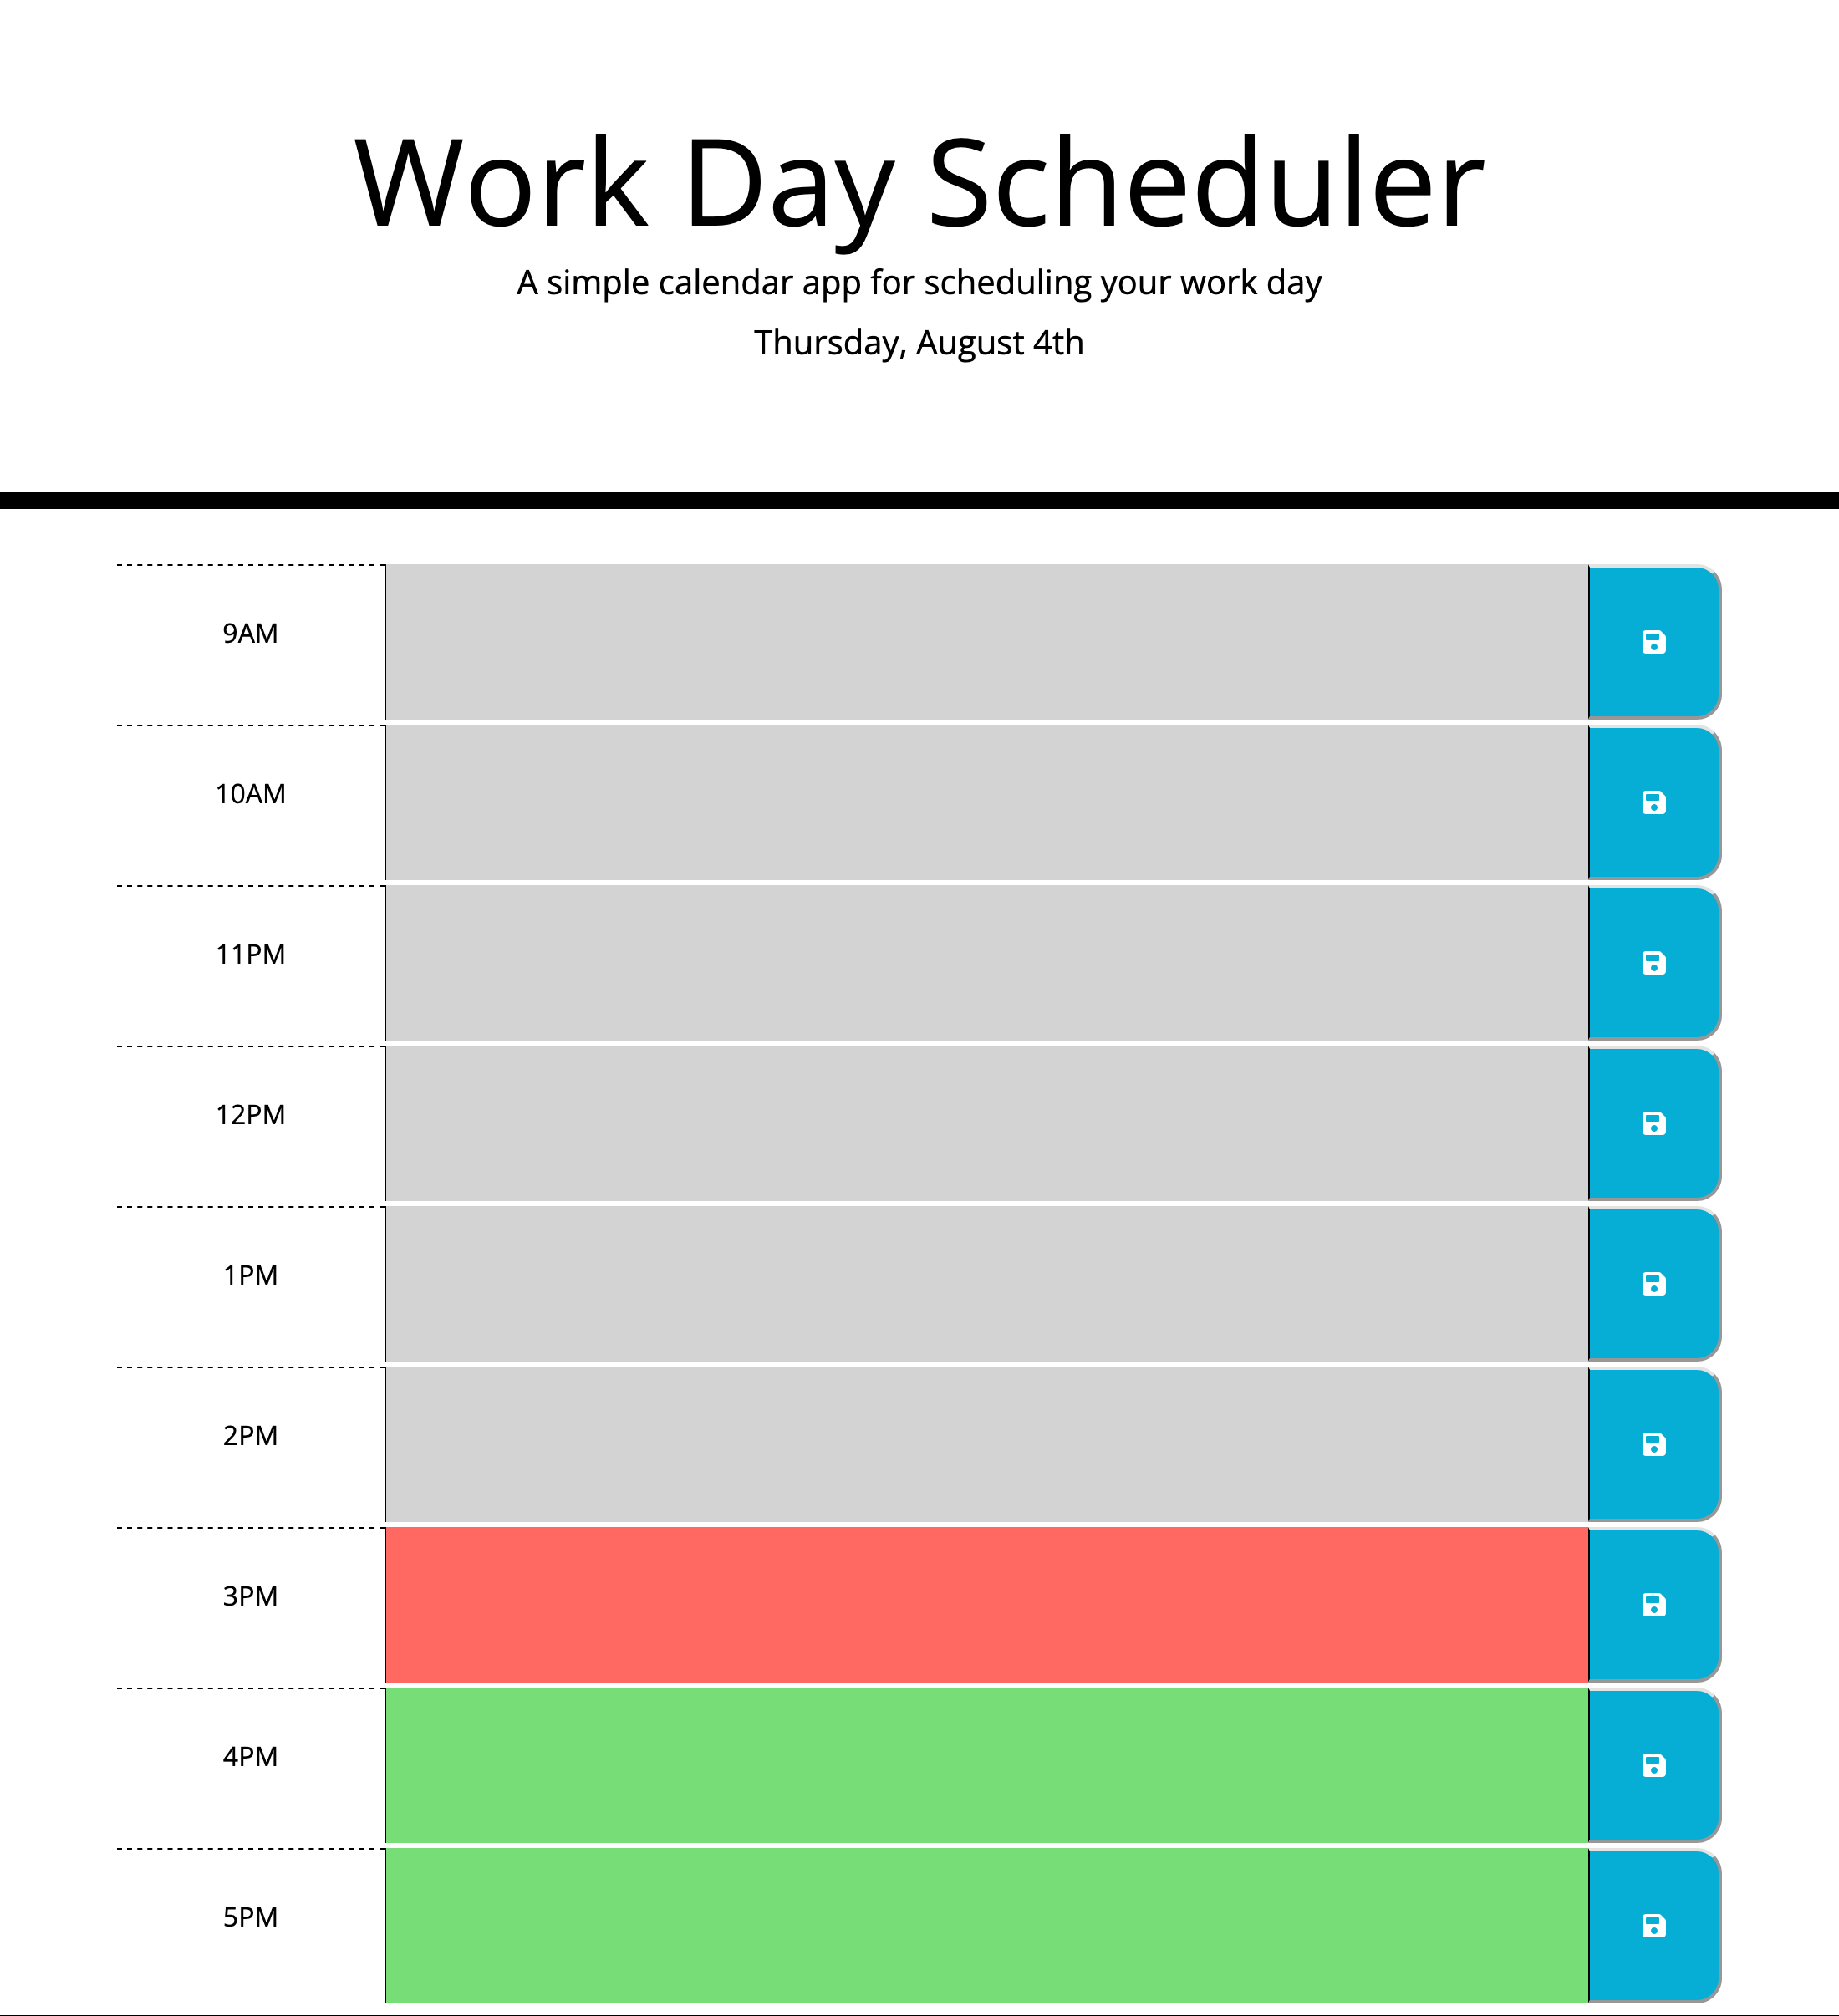 Work Day Scheduler
A simple calendar app for scheduling your work day
Thursday, August 4th
9AM
10AM
11PM
12PM
1PM
2PM
3PM
4PM
5PM